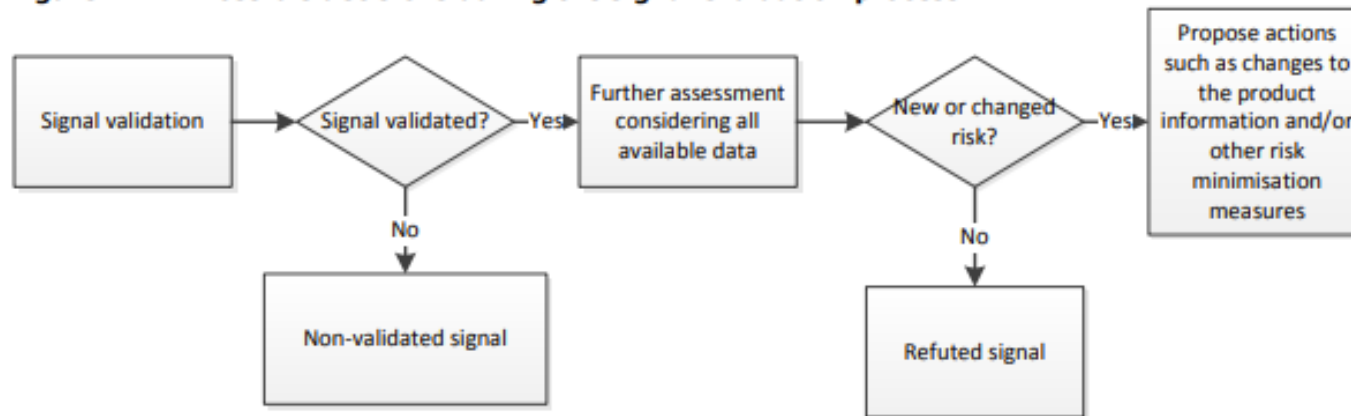 Signal validation
Signal validated?
Yes
Further assessment
considering all
available data
New or changed
risk?
Yes
Propose actions
such as changes to
the product
information and/or
other risk
minimisation
measures
No
Non-validated signal
No
Refuted signal